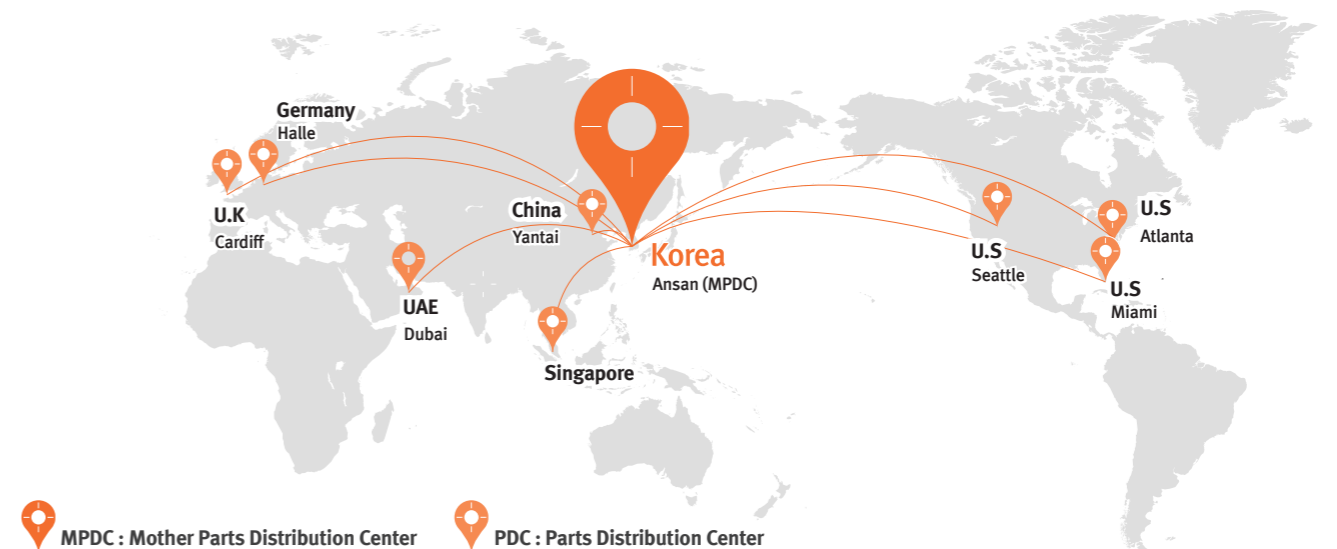 Germany
Halle
U.K
Cardiff
China
Yantai
Korea
Ansan (MPDC)
UAE
Dubai
Singapore
U.S
Seattle
U.S
Atlanta
U.S
Miami
MPDC : Mother Parts Distribution Center
PDC : Parts Distribution Center